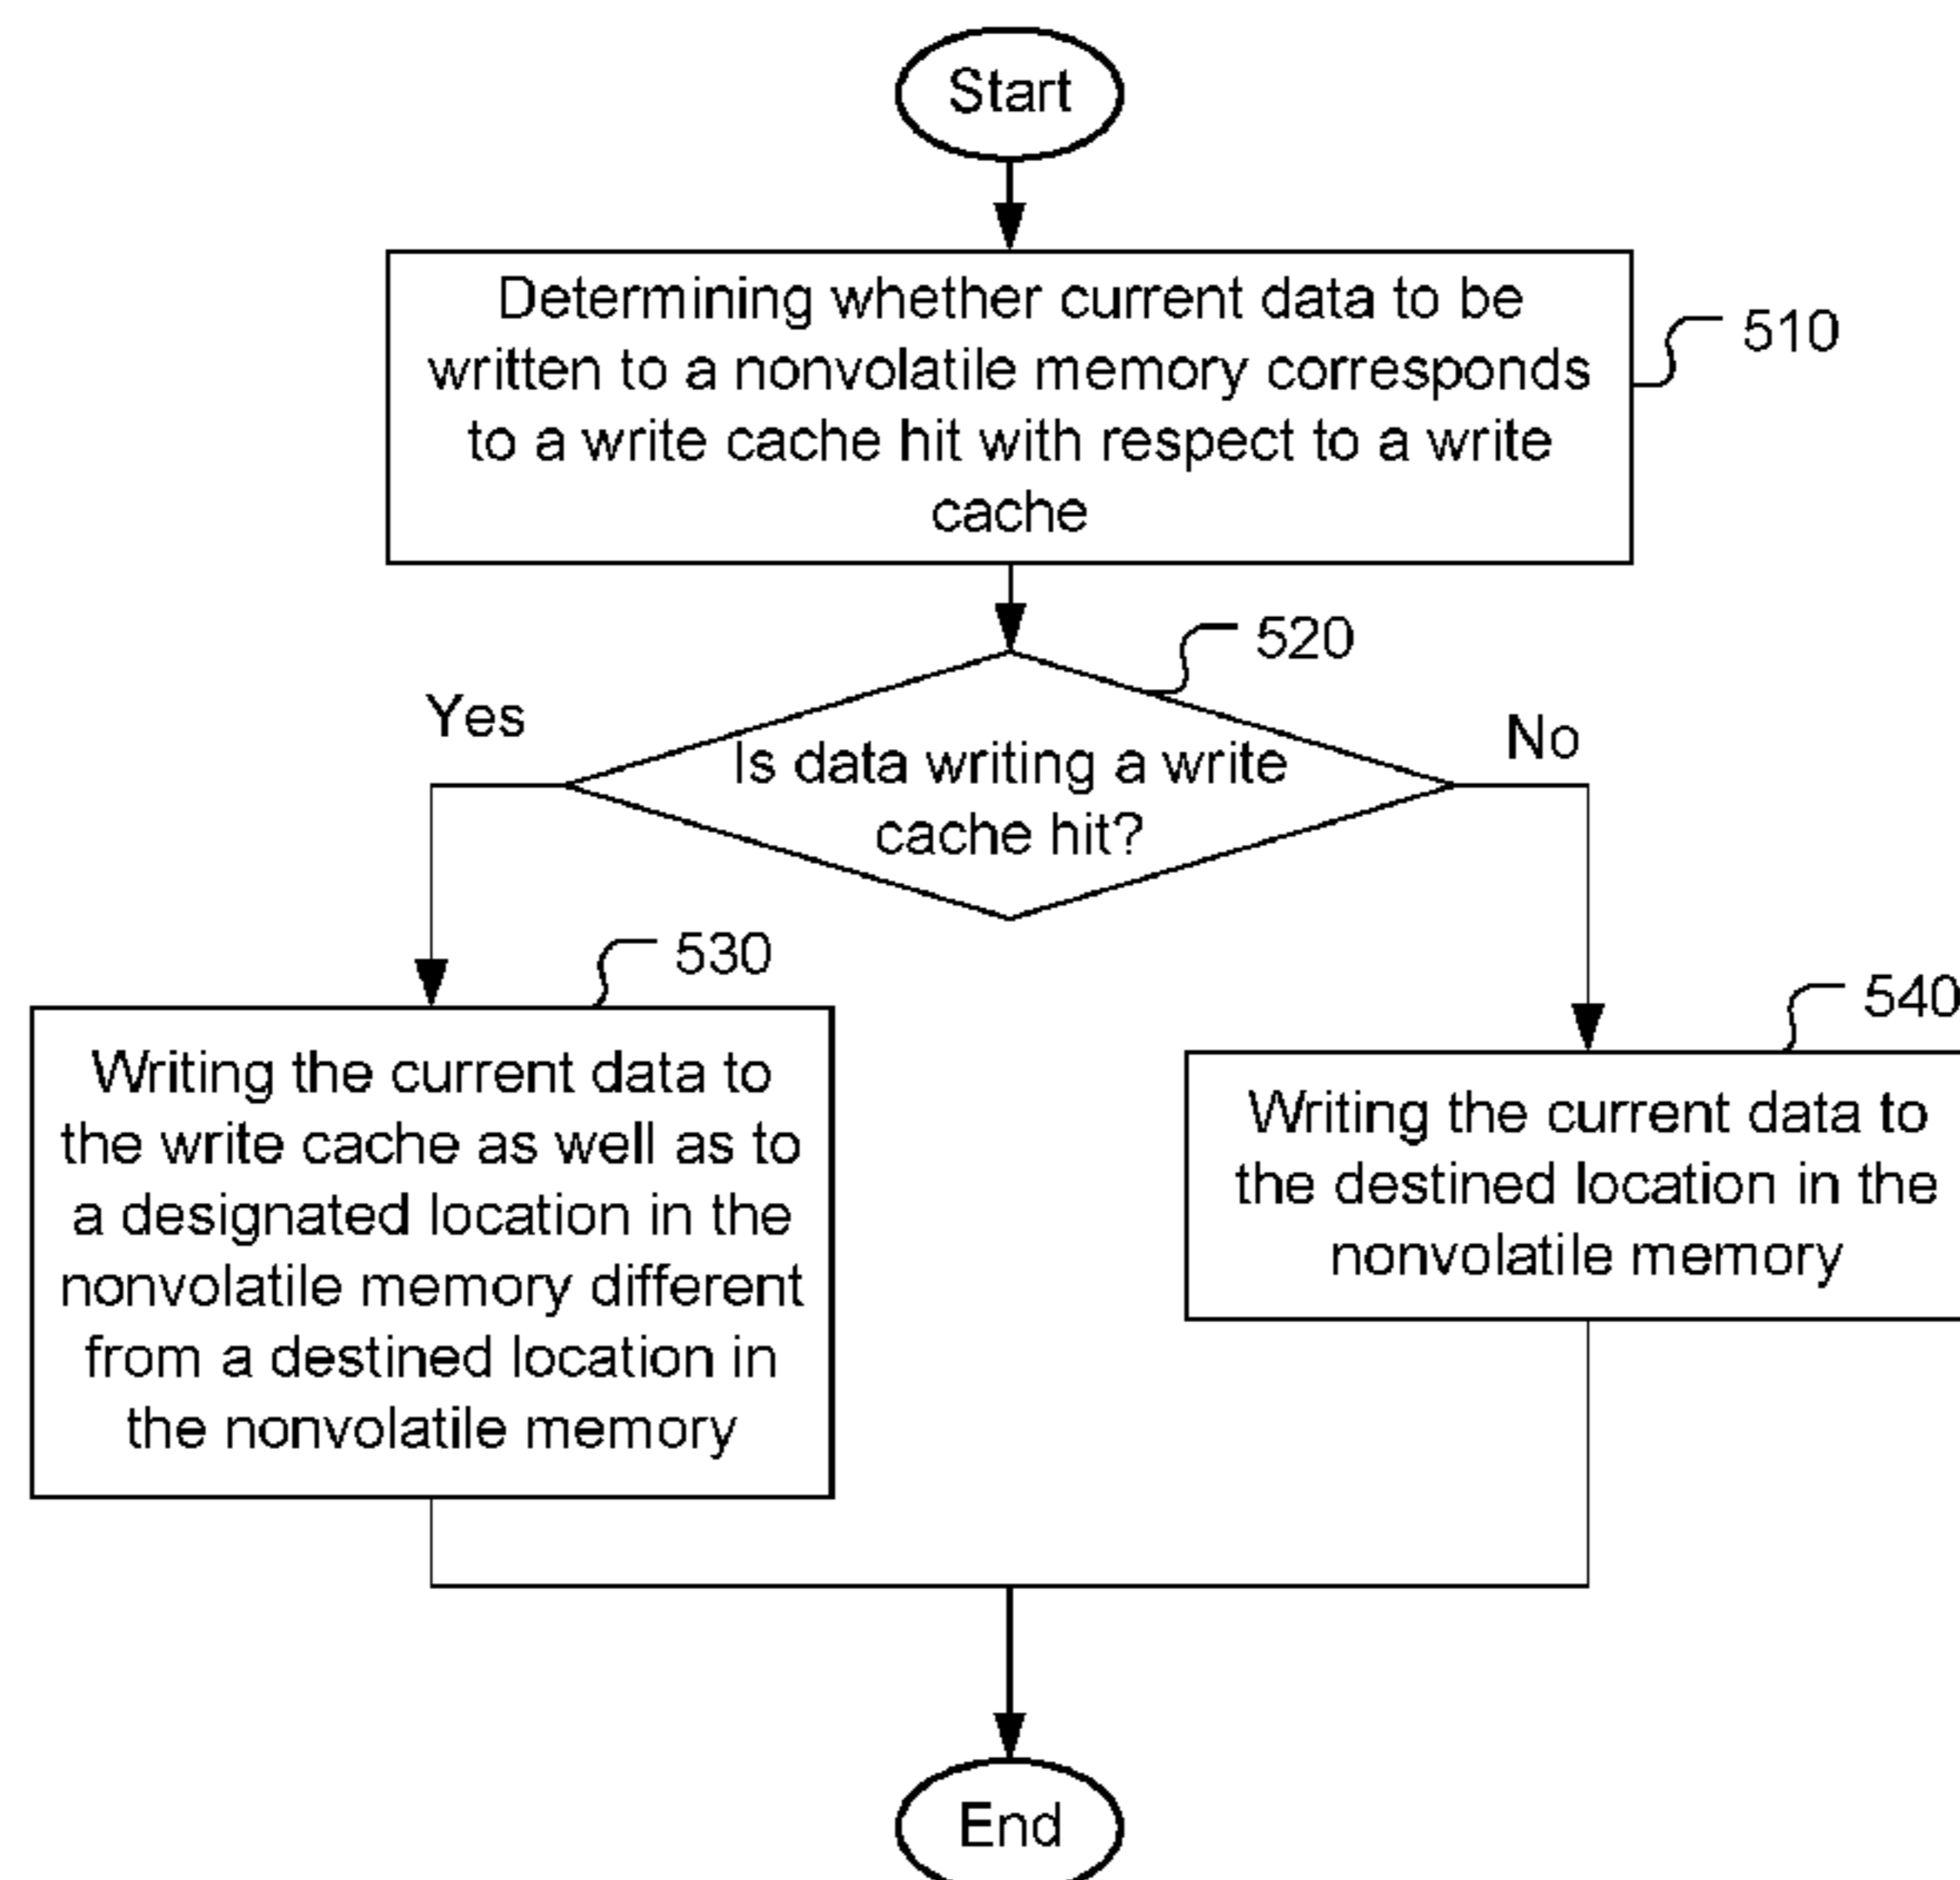 Start
Determining whether current data to be
written to a nonvolatile memory corresponds
to a write cache hit with respect to a write
cache
510
520
Yes
No
Is data writing a write
cache hit?
530
540
Writing the current data to
the write cache as well as to
a designated location in the
nonvolatile memory different
from a destined location in
the nonvolatile memory
Writing the current data to
the destined location in the
nonvolatile memory
End